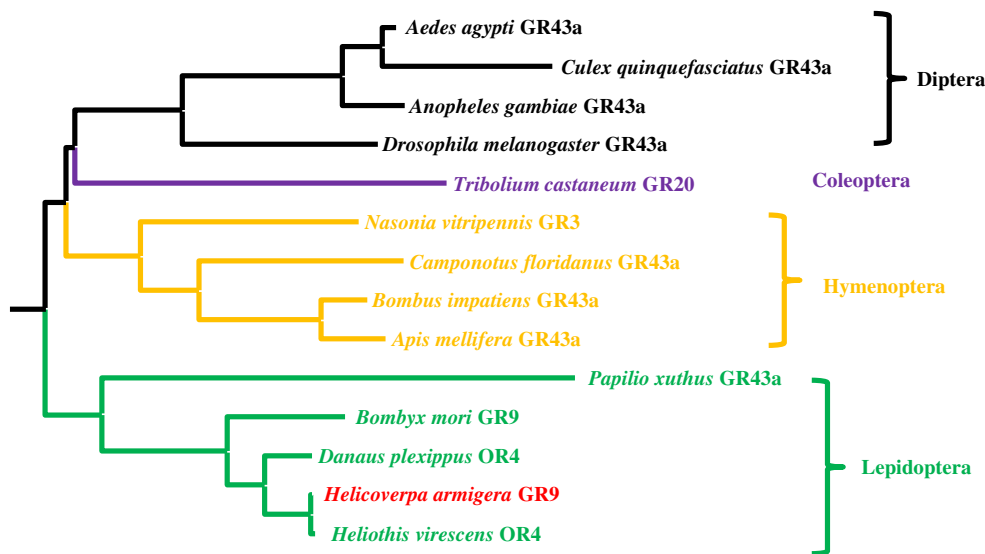 Aedes agypti GR43a
Culex quinquefasciatus GR43a
Diptera
Anopheles gambiae GR43a
Drosophila melanogaster GR43a
Tribolium castaneum GR20
Coleoptera
Nasonia vitripennis GR3
Camponotus floridanus GR43a
Hymenoptera
Bombus impatiens GR43a
Apis mellifera GR43a
Papilio xuthus GR43a
Bombyx mori GR9
Danaus plexippus OR4
Lepidoptera
Helicoverpa armigera GR9
Heliothis virescens OR4